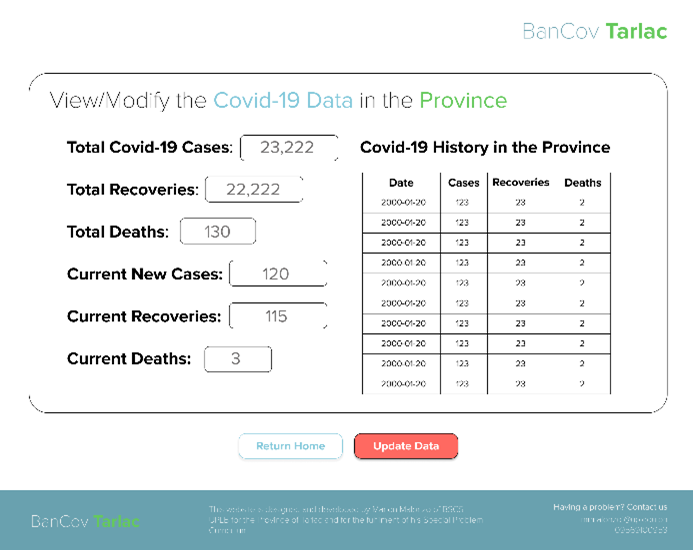 BanCov Tarlac
View/Modify the Covid-19 Data in the Province
Total Covid-19 Cases: 23,222
Total Recoveries: 22,222
Total Deaths: 130
Current New Cases: 120
Current Recoveries: 115
Current Deaths: 3
Covid-19 History in the Province
Date Cases Recoveries Deaths
2000-01-20 123 23 2
2000-01-20 123 23 2
2000-01-20 123 23 2
2000-01-20 123 23 2
2000-01-20 123 23 2
2000-01-20 123 23 2
2000-01-20 123 23 2
2000-01-20 123 23 2
2000-01-20 123 23 2
2000-01-20 123 23 2
Return Home
Update Data
BanCov Tarlac
This website is designed and developed by of BSCS
for the Province of Tarlac and for the fulfilment of his Special Problem
Having a problem? Contact us